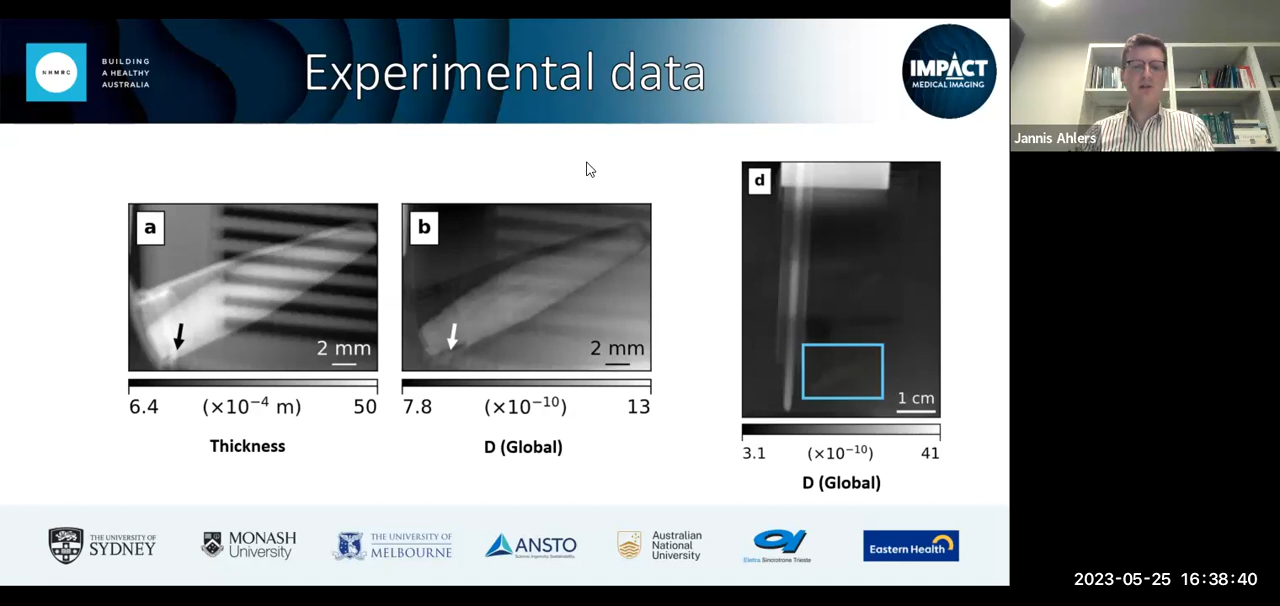 NHMRC
BUILDING
A HEALTHY
AUSTRALIA
Experimental data
IMPACT
MEDICAL IMAGING
Jannis Ahlers
a
2 mm
6.4 (×10⁻⁴ m) 50
Thickness
b
2 mm
7.8 (×10⁻¹⁰) 13
D (Global)
d
1 cm
3.1 (×10⁻¹⁰) 41
D (Global)
THE UNIVERSITY OF
SYDNEY
MONASH
University
THE UNIVERSITY OF
MELBOURNE
ANSTO
Science. Ingenuity. Sustainability.
Australian
National
University
Elettra Sincrotrone Trieste
Eastern Health
2023-05-25 16:38:40